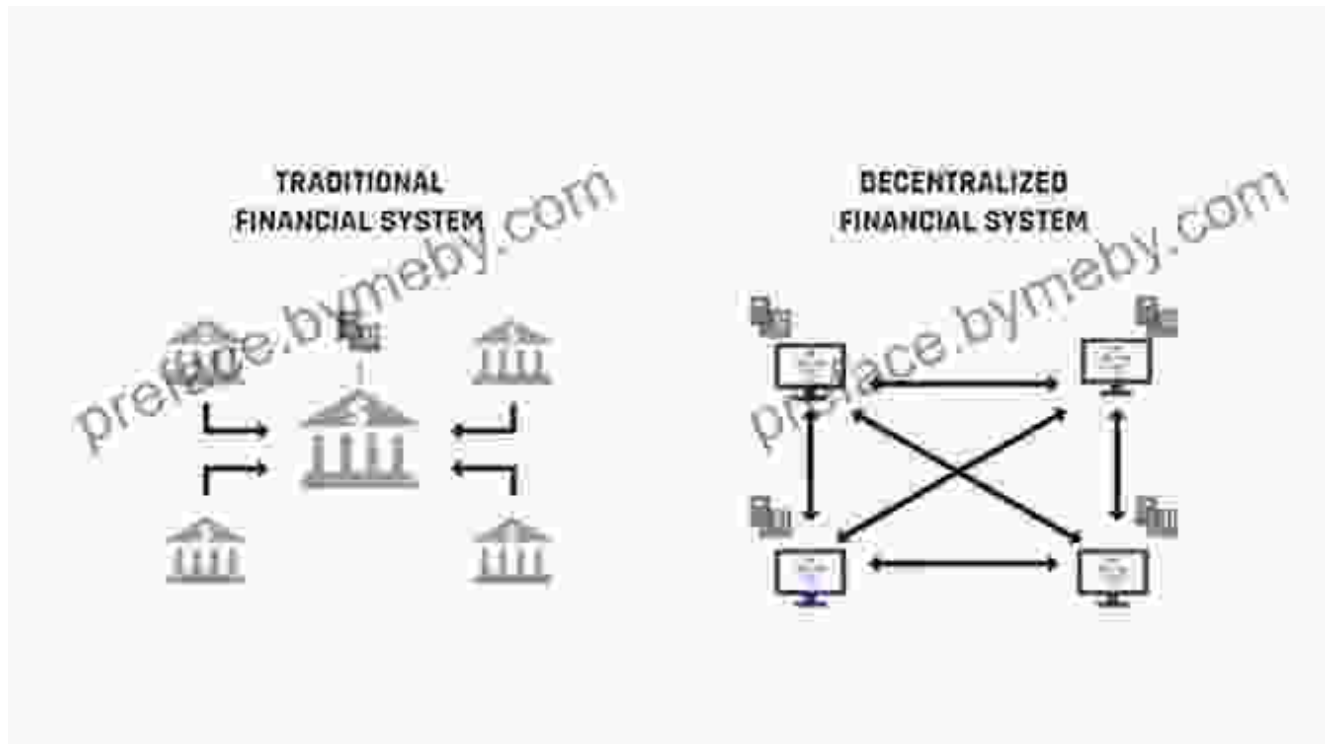 TRADITIONAL
FINANCIAL SYSTEM
DECENTRALIZED
FINANCIAL SYSTEM
preface.bymeby.com
preface.bymeby.com